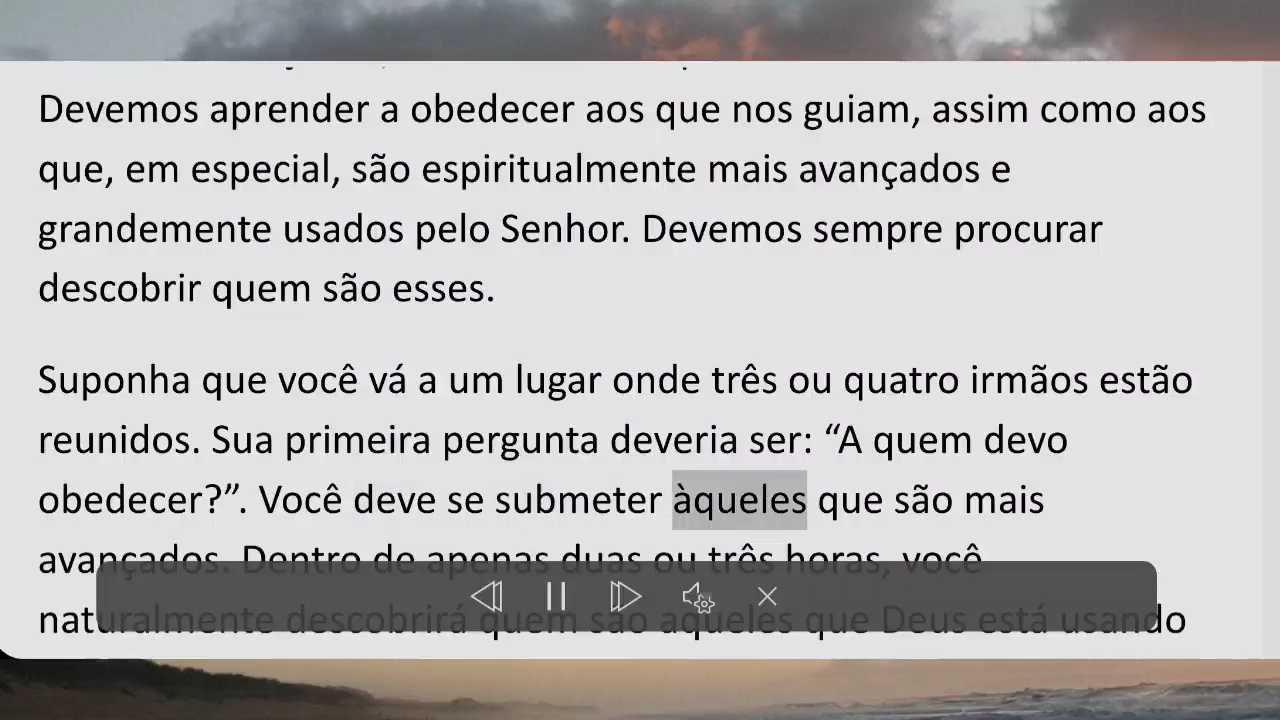 Devemos aprender a obedecer aos que nos guiam, assim como aos
que, em especial, são espiritualmente mais avançados e
grandemente usados pelo Senhor. Devemos sempre procurar
descobrir quem são esses.
Suponha que você vá a um lugar onde três ou quatro irmãos estão
reunidos. Sua primeira pergunta deveria ser: “A quem devo
obedecer?”. Você deve se submeter àqueles que são mais
avançados. Dentro de apenas duas ou três horas, você
naturalmente descobrirá quem são aqueles que Deus está usando